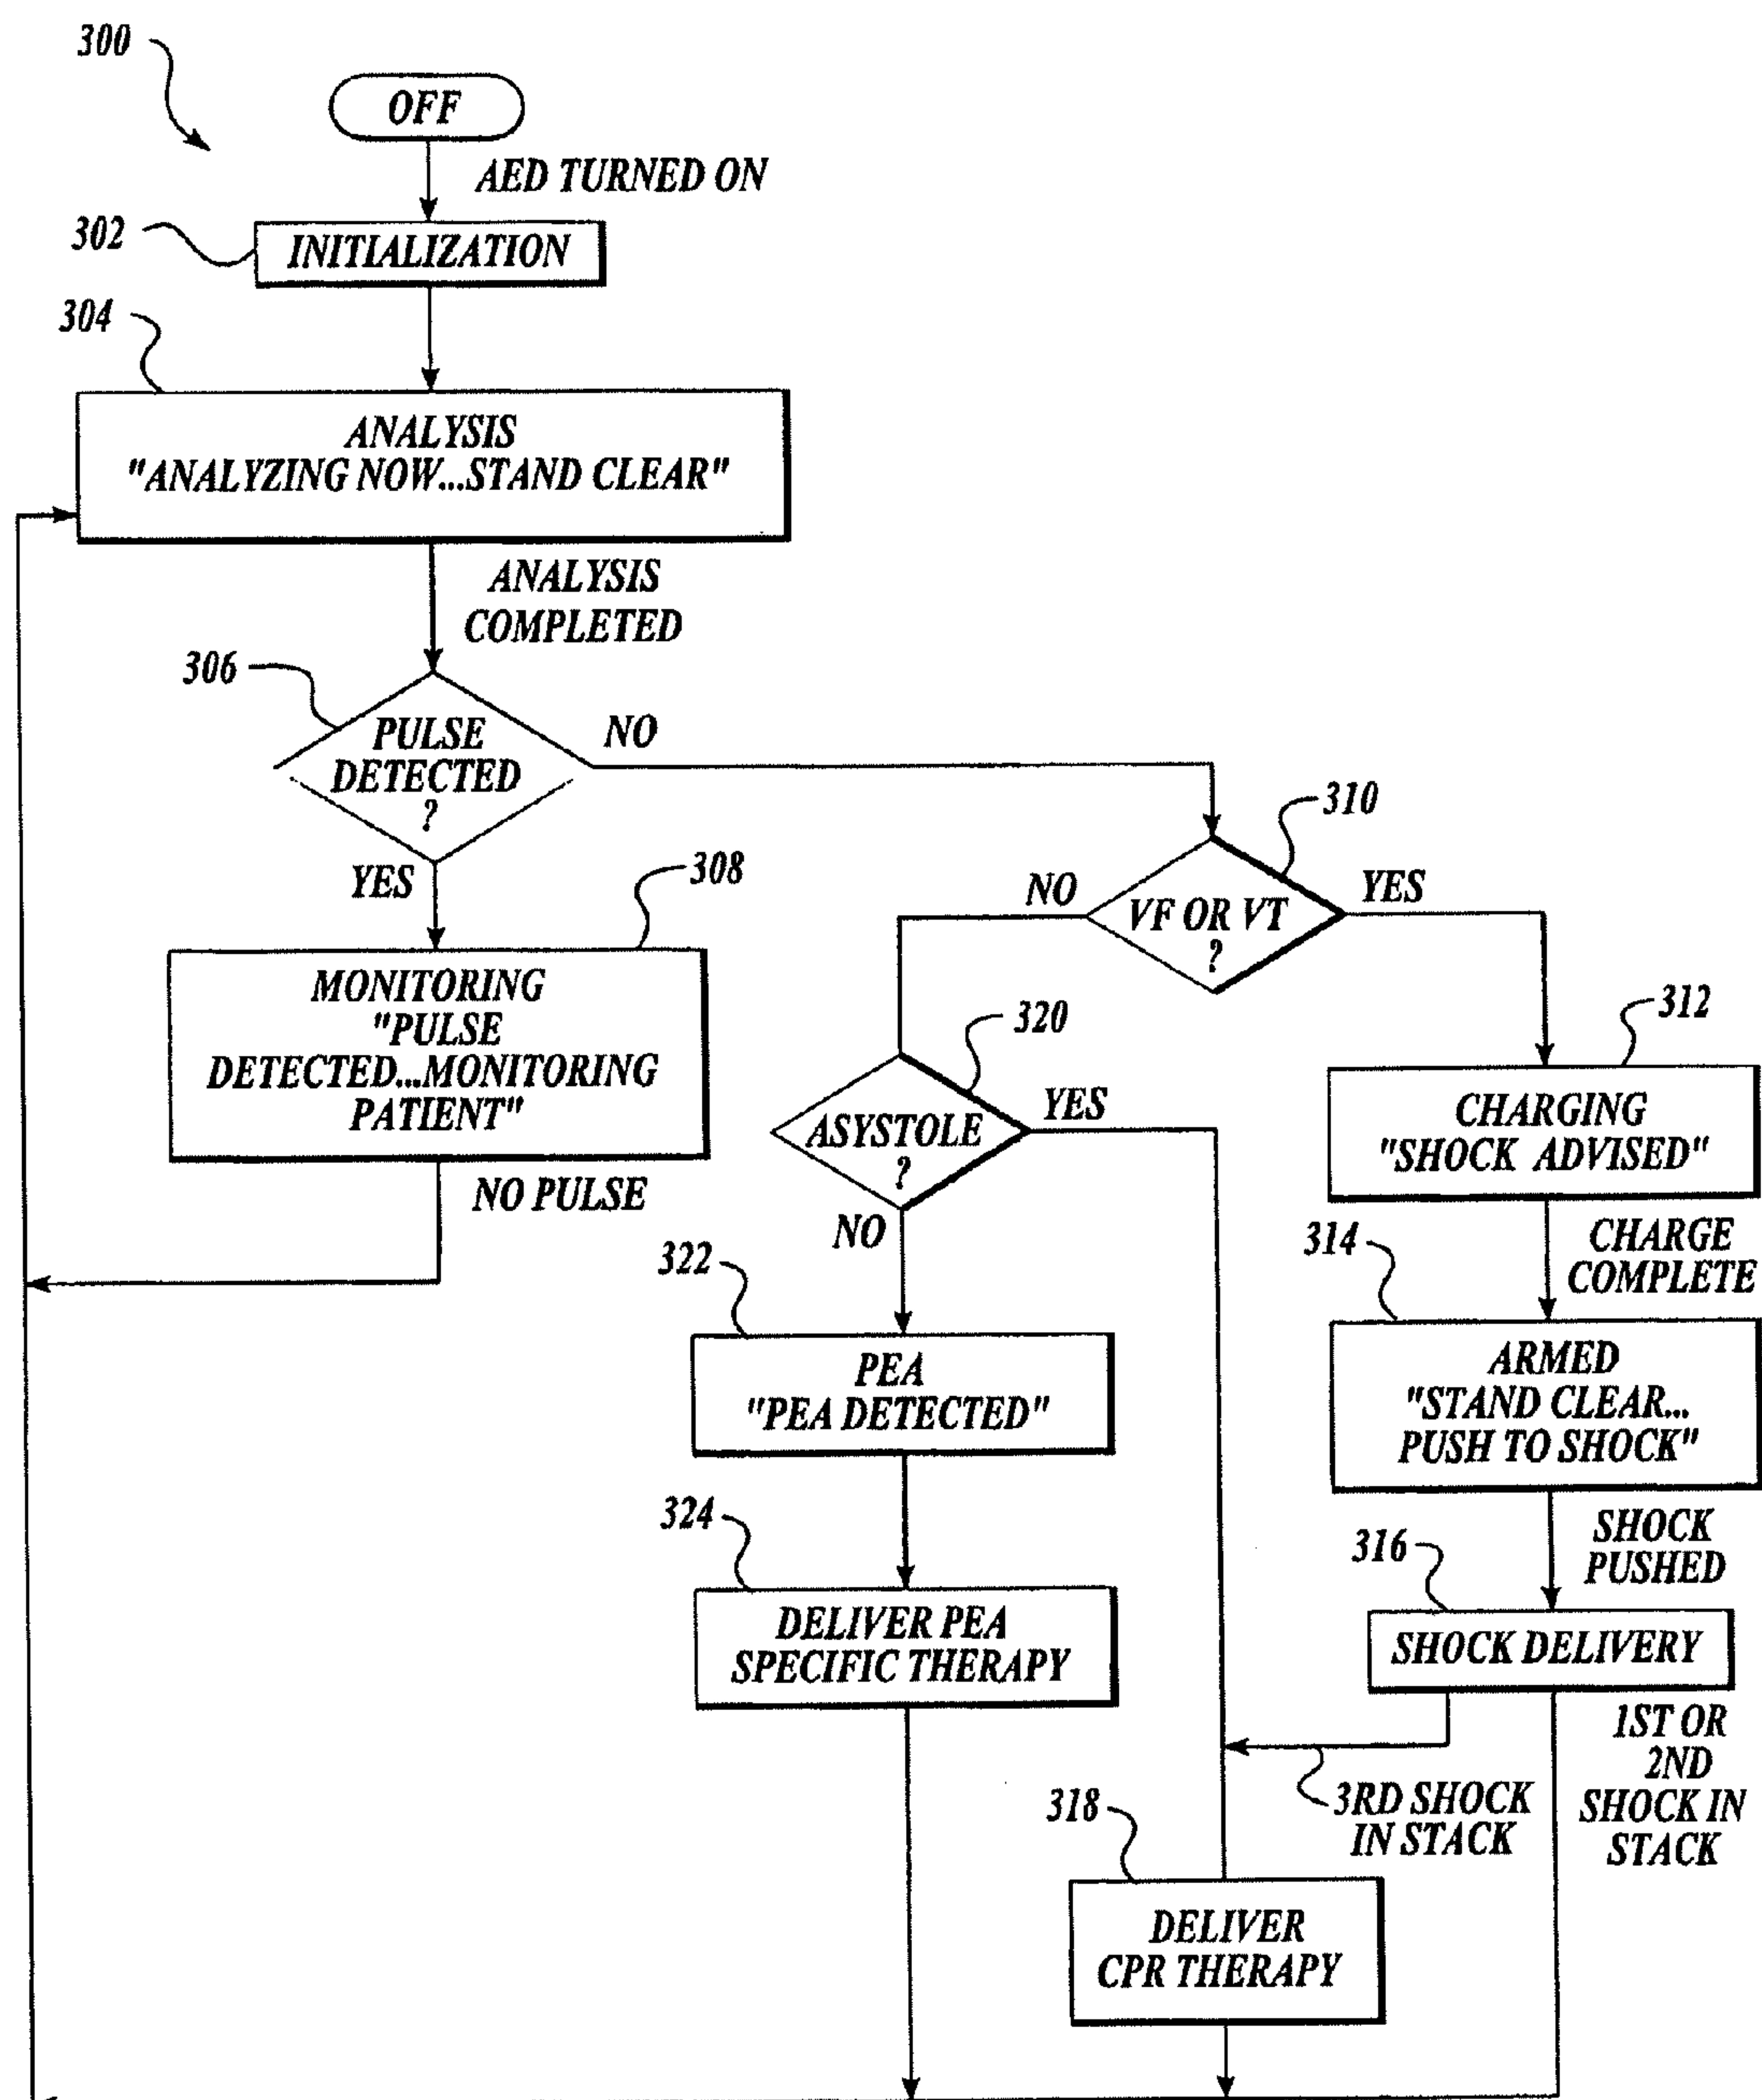 300
OFF
AED TURNED ON
302
INITIALIZATION
304
ANALYSIS
"ANALYZING NOW...STAND CLEAR"
ANALYSIS
COMPLETED
306
PULSE
DETECTED
?
NO
YES
308
MONITORING
"PULSE
DETECTED...MONITORING
PATIENT"
NO PULSE
310
VF OR VT
?
NO
YES
320
ASYSTOLE
?
YES
NO
312
CHARGING
"SHOCK ADVISED"
CHARGE
COMPLETE
314
ARMED
"STAND CLEAR...
PUSH TO SHOCK"
SHOCK
PUSHED
316
SHOCK DELIVERY
1ST OR
2ND
SHOCK IN
STACK
3RD SHOCK
IN STACK
322
PEA
"PEA DETECTED"
324
DELIVER PEA
SPECIFIC THERAPY
318
DELIVER
CPR THERAPY